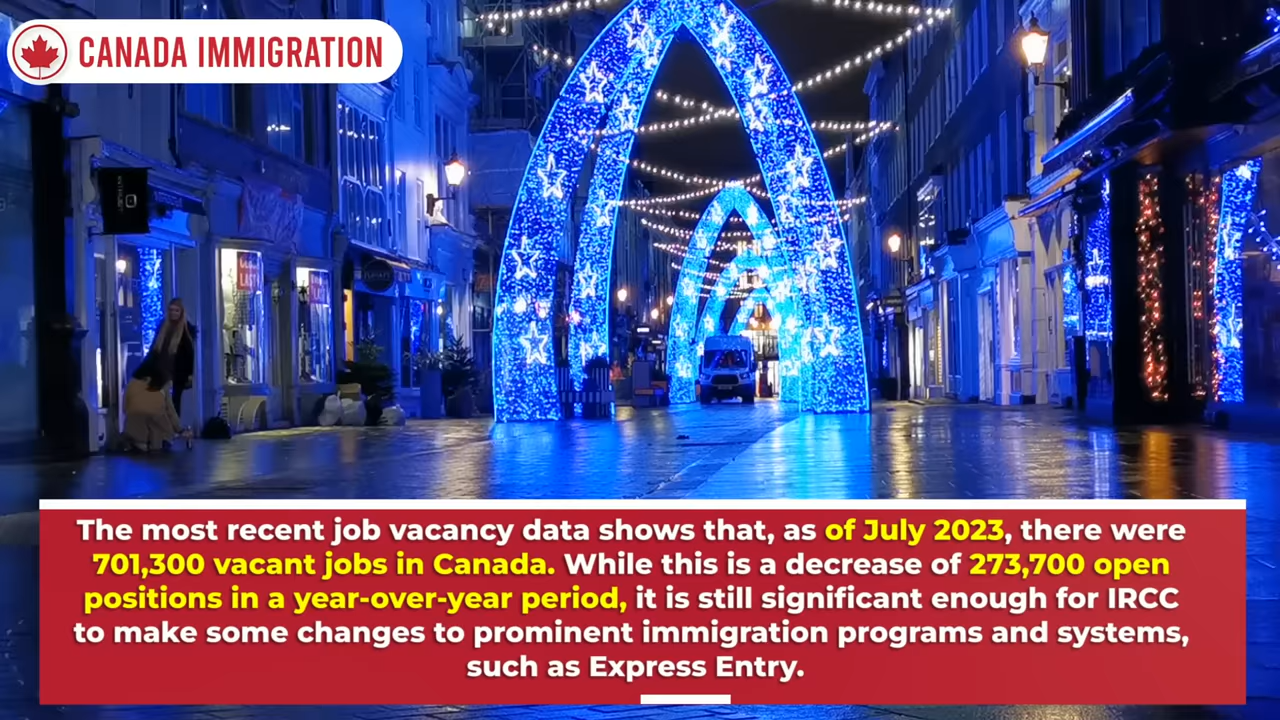 CANADA IMMIGRATION
The most recent job vacancy data shows that, as of July 2023, there were
701,300 vacant jobs in Canada. While this is a decrease of 273,700 open
positions in a year-over-year period, it is still significant enough for IRCC
to make some changes to prominent immigration programs and systems,
such as Express Entry.